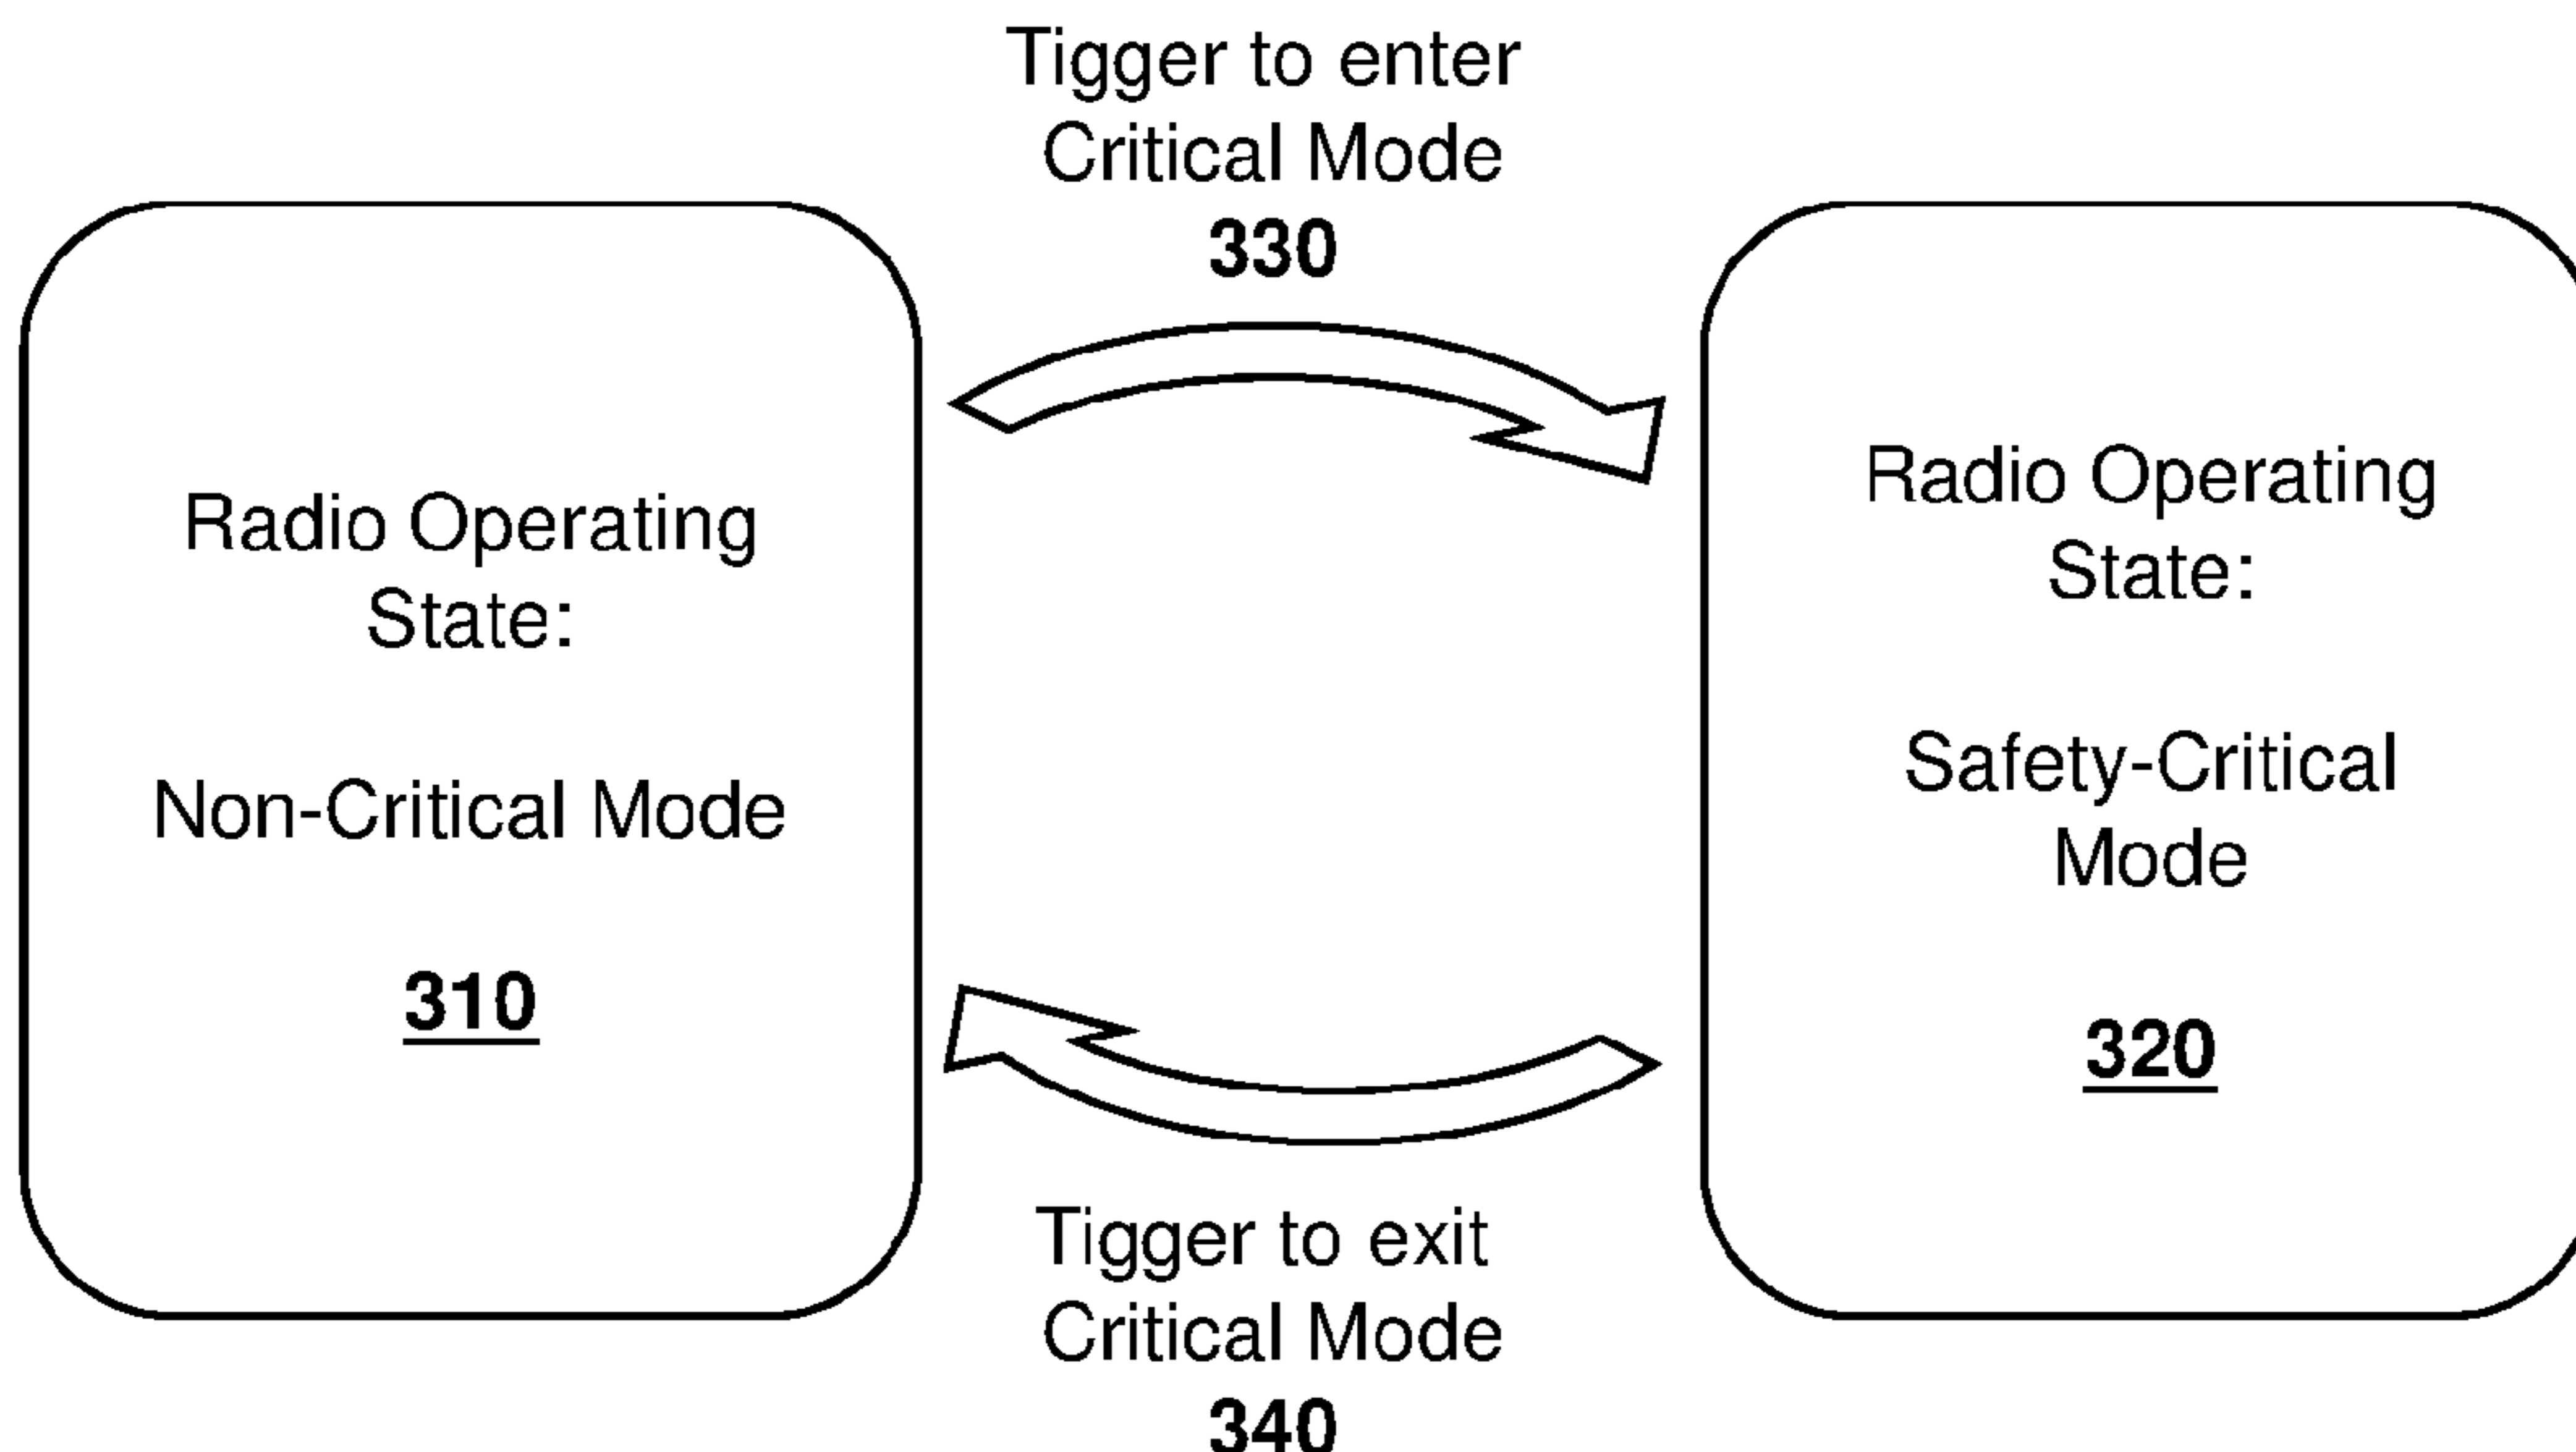 Tigger to enter
Critical Mode
330
Radio Operating
State:
Non-Critical Mode
310
Radio Operating
State:
Safety-Critical
Mode
320
Tigger to exit
Critical Mode
340